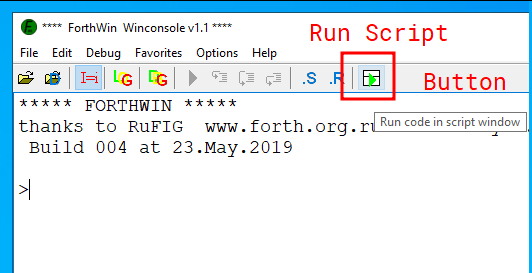 **** ForthWin Winconsole v1.1 ****
Run Script
File Edit Debug Favorites Options Help
LG
G
.S .R
Button
***** FORTHWIN *****
thanks to RuFIG www.forth.org.ru
Run code in script window
Build 004 at 23.May.2019
>